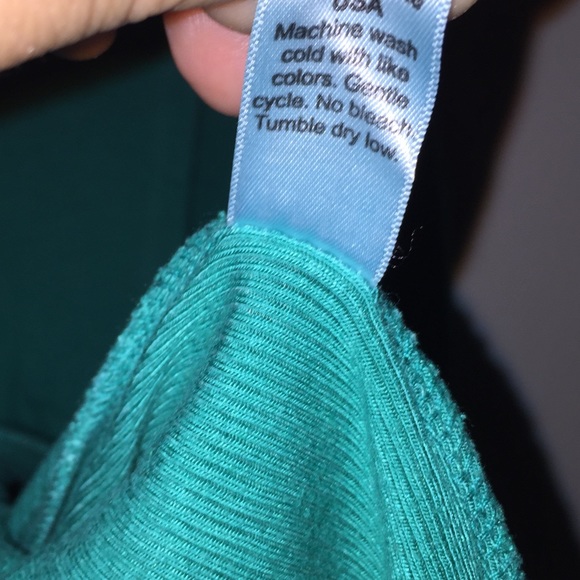 USA
Machine wash
cold with like
colors. Gentle
cycle. No bleach
Tumble dry low.